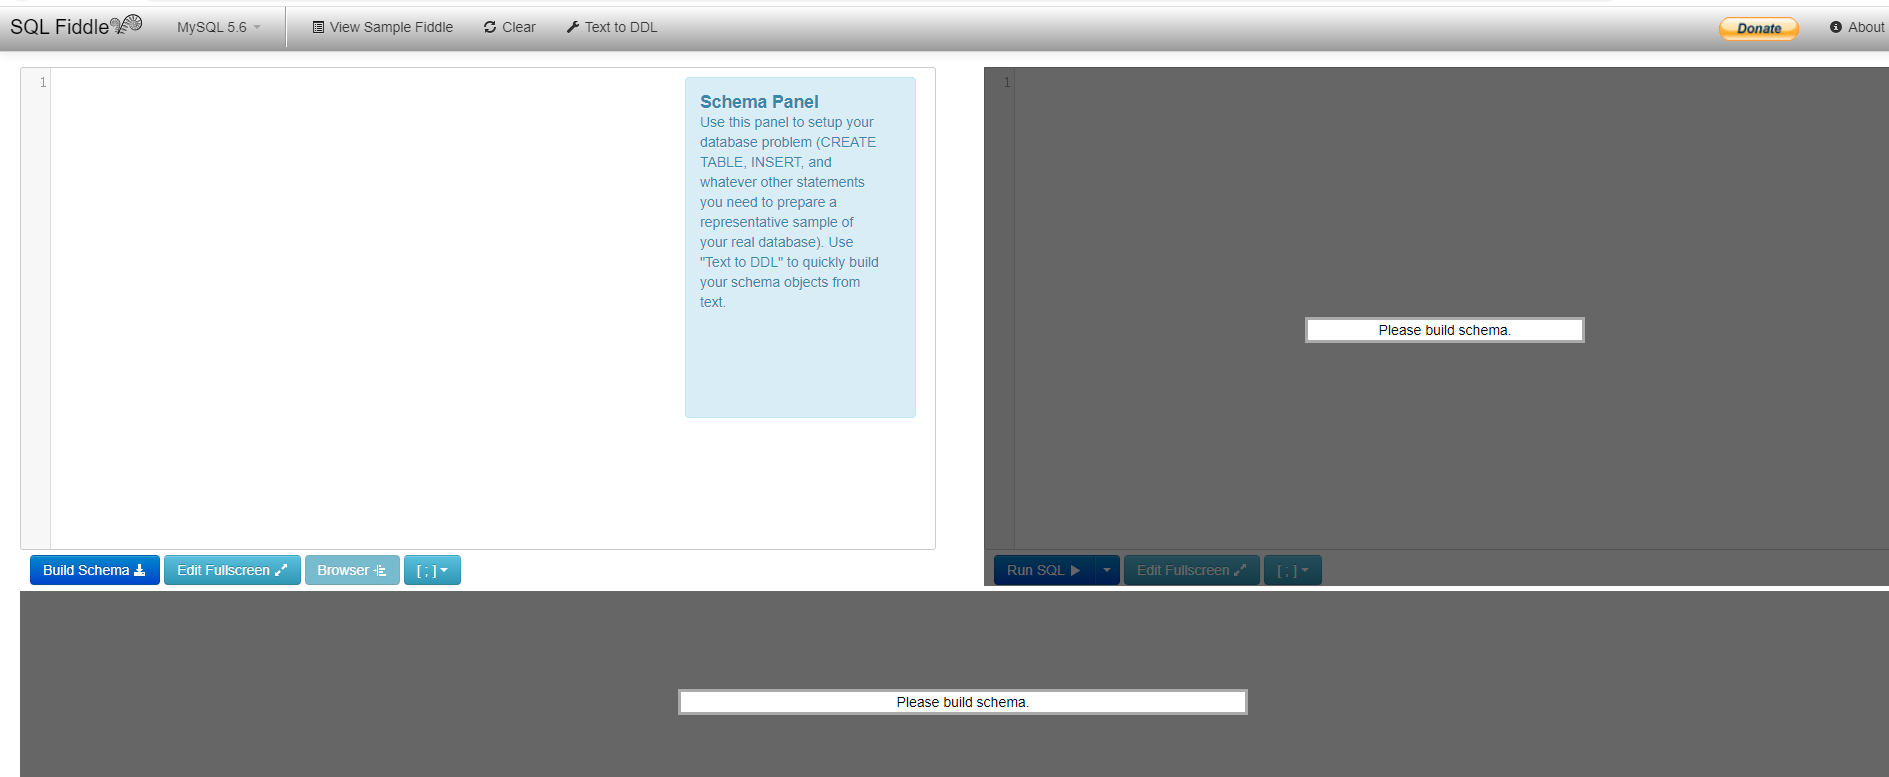 SQL Fiddle MySQL 5.6 View Sample Fiddle Clear Text to DDL Donate About
1
Schema Panel
Use this panel to setup your
database problem (CREATE
TABLE, INSERT, and
whatever other statements
you need to prepare a
representative sample of
your real database). Use
"Text to DDL" to quickly build
your schema objects from
text.
Build Schema Edit Fullscreen Browser [ ; ]
1
Please build schema.
Run SQL Edit Fullscreen [ ; ]
Please build schema.